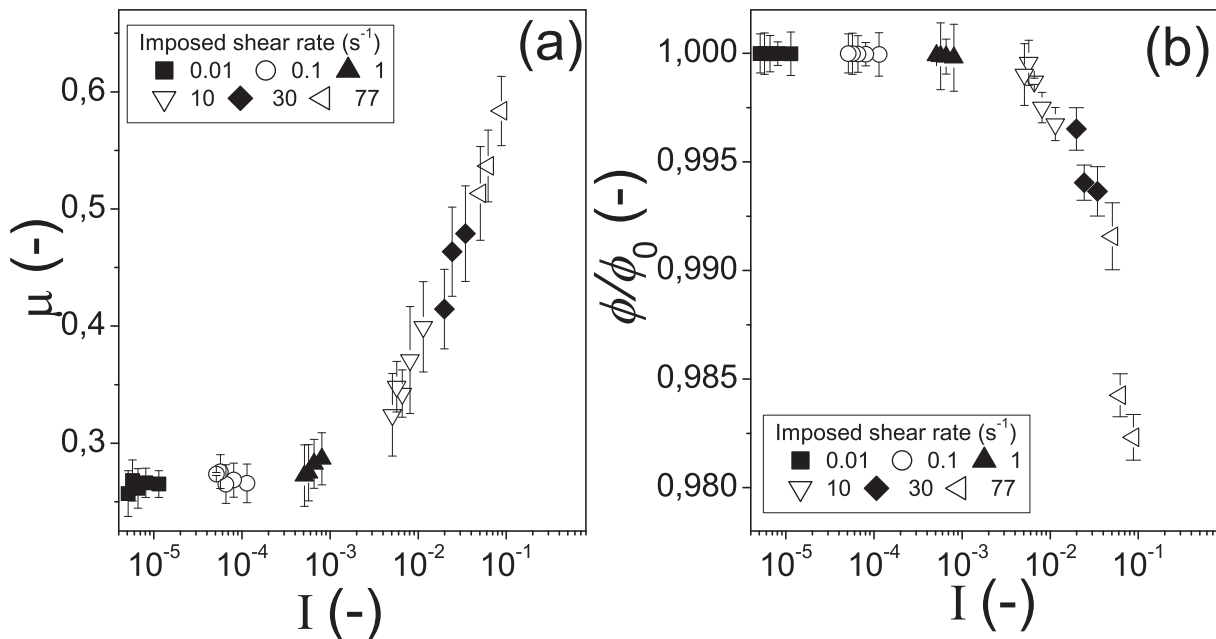 (a)
Imposed shear rate (s⁻¹)
0.01 0.1 1
10 30 77
0,6
0,5
0,4
0,3
μ (-)
10⁻⁵ 10⁻⁴ 10⁻³ 10⁻² 10⁻¹
I (-)
(b)
1,000
0,995
0,990
0,985
0,980
ϕ/ϕ₀ (-)
Imposed shear rate (s⁻¹)
0.01 0.1 1
10 30 77
10⁻⁵ 10⁻⁴ 10⁻³ 10⁻² 10⁻¹
I (-)